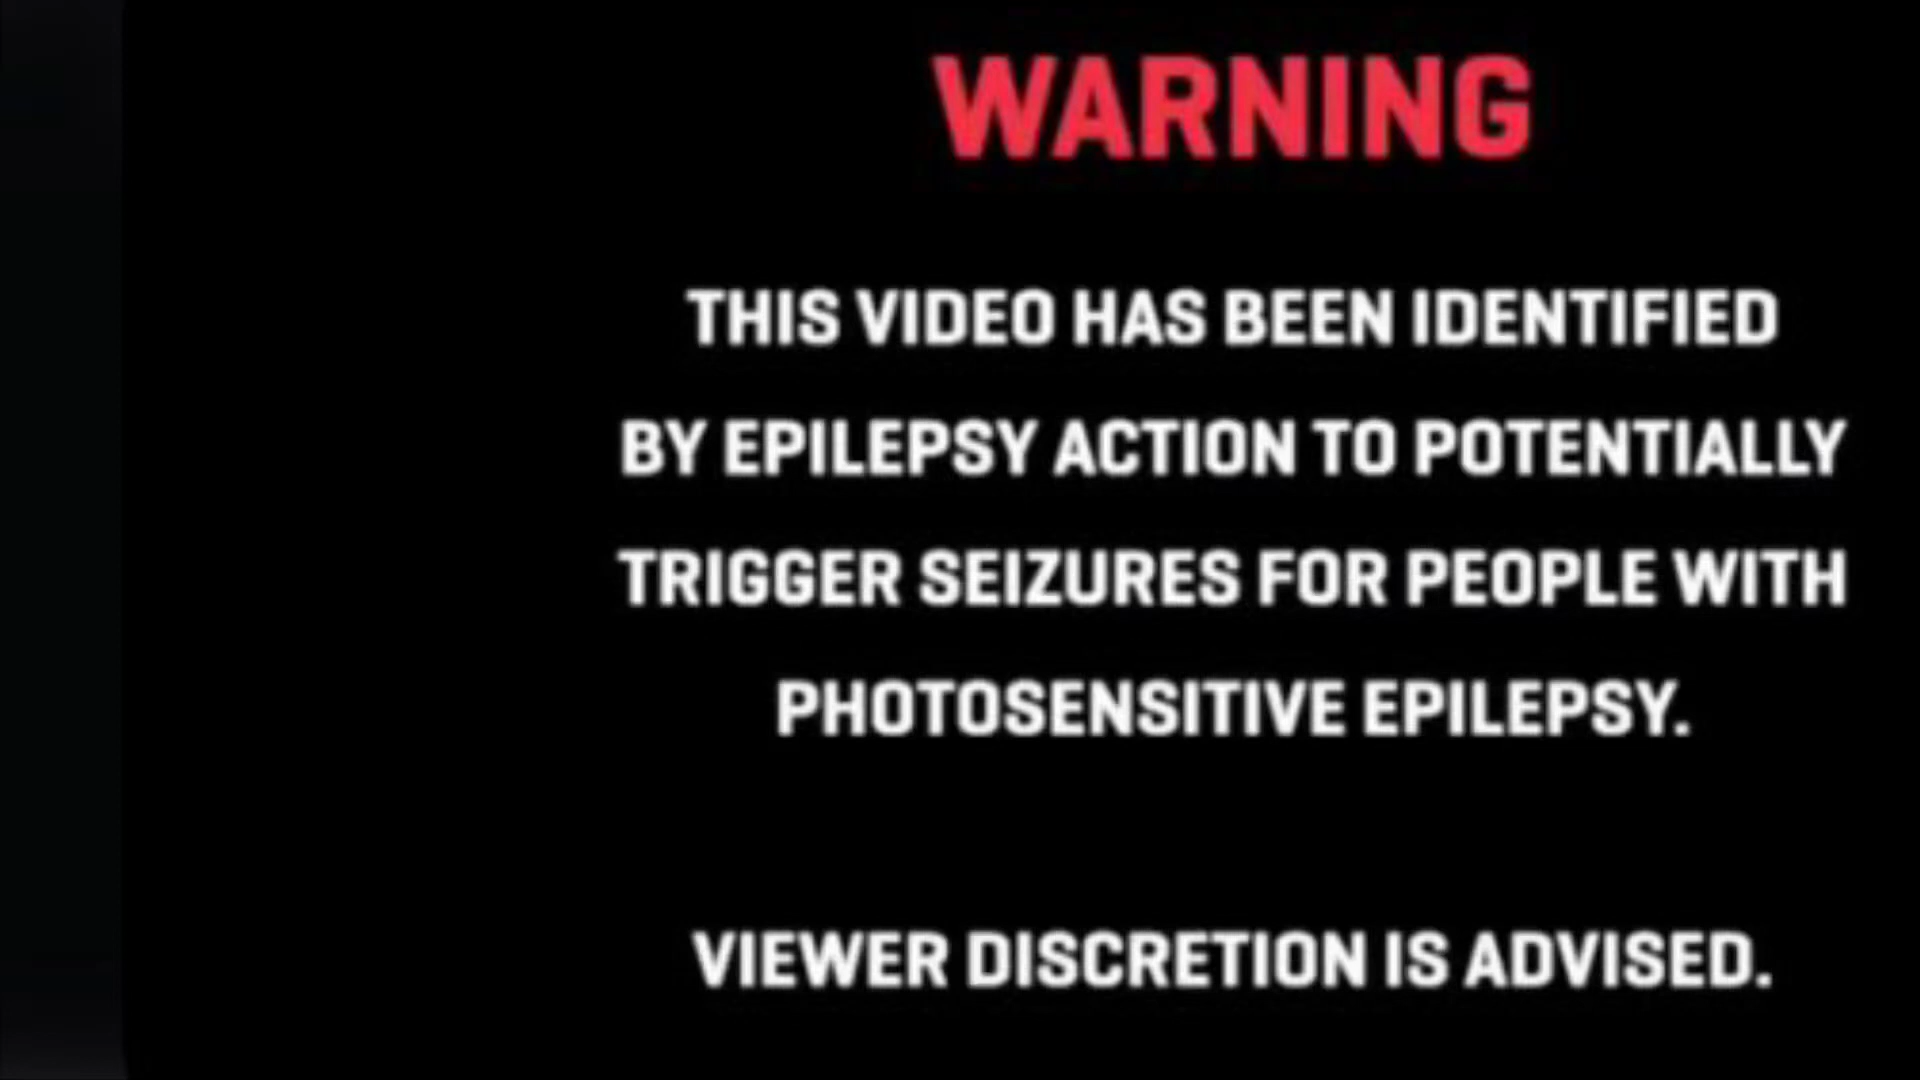 WARNING
THIS VIDEO HAS BEEN IDENTIFIED
BY EPILEPSY ACTION TO POTENTIALLY
TRIGGER SEIZURES FOR PEOPLE WITH
PHOTOSENSITIVE EPILEPSY.
VIEWER DISCRETION IS ADVISED.